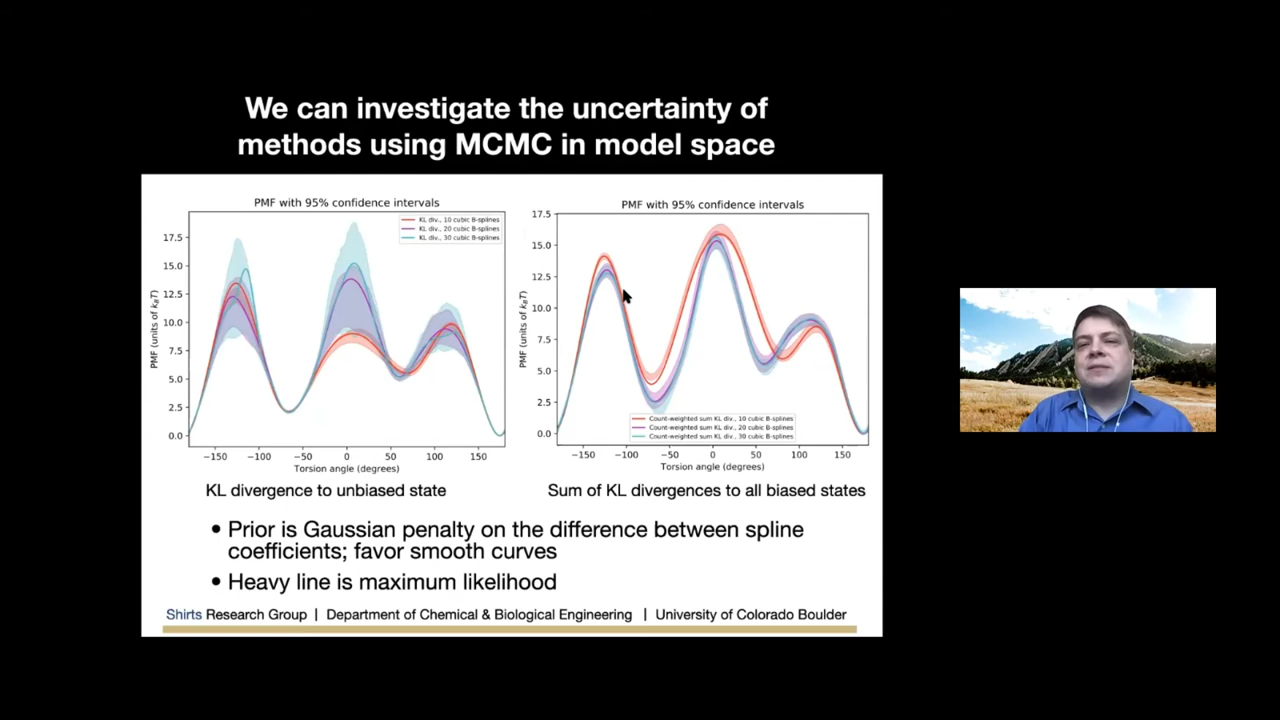 We can investigate the uncertainty of
methods using MCMC in model space
PMF with 95% confidence intervals
KL div., 10 cubic B-splines
KL div., 20 cubic B-splines
KL div., 30 cubic B-splines
17.5
15.0
12.5
10.0
7.5
5.0
2.5
0.0
PMF (units of k_BT)
−150 −100 −50 0 50 100 150
Torsion angle (degrees)
KL divergence to unbiased state
PMF with 95% confidence intervals
17.5
15.0
12.5
10.0
7.5
5.0
2.5
0.0
PMF (units of k_BT)
Count-weighted sum KL div., 10 cubic B-splines
Count-weighted sum KL div., 20 cubic B-splines
Count-weighted sum KL div., 30 cubic B-splines
−150 −100 −50 0 50 100 150
Torsion angle (degrees)
Sum of KL divergences to all biased states
• Prior is Gaussian penalty on the difference between spline
coefficients; favor smooth curves
• Heavy line is maximum likelihood
Shirts Research Group | Department of Chemical & Biological Engineering | University of Colorado Boulder